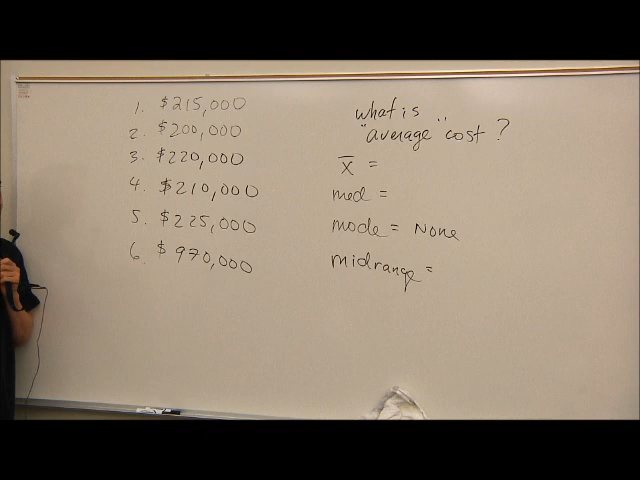 1. $215,000
2. $200,000
3. $220,000
4. $210,000
5. $225,000
6. $970,000
what is
"average" cost ?
x̄ =
med =
mode = None
midrange =